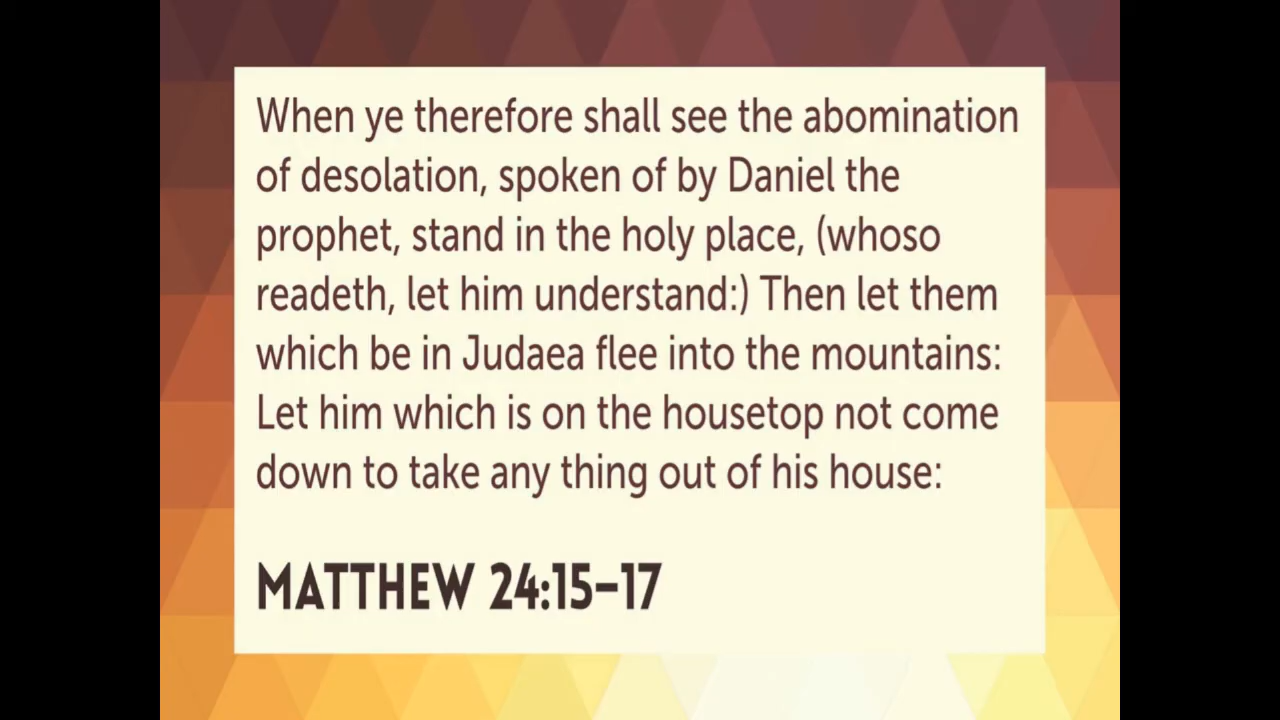 When ye therefore shall see the abomination
of desolation, spoken of by Daniel the
prophet, stand in the holy place, (whoso
readeth, let him understand:) Then let them
which be in Judaea flee into the mountains:
Let him which is on the housetop not come
down to take any thing out of his house:
MATTHEW 24:15–17